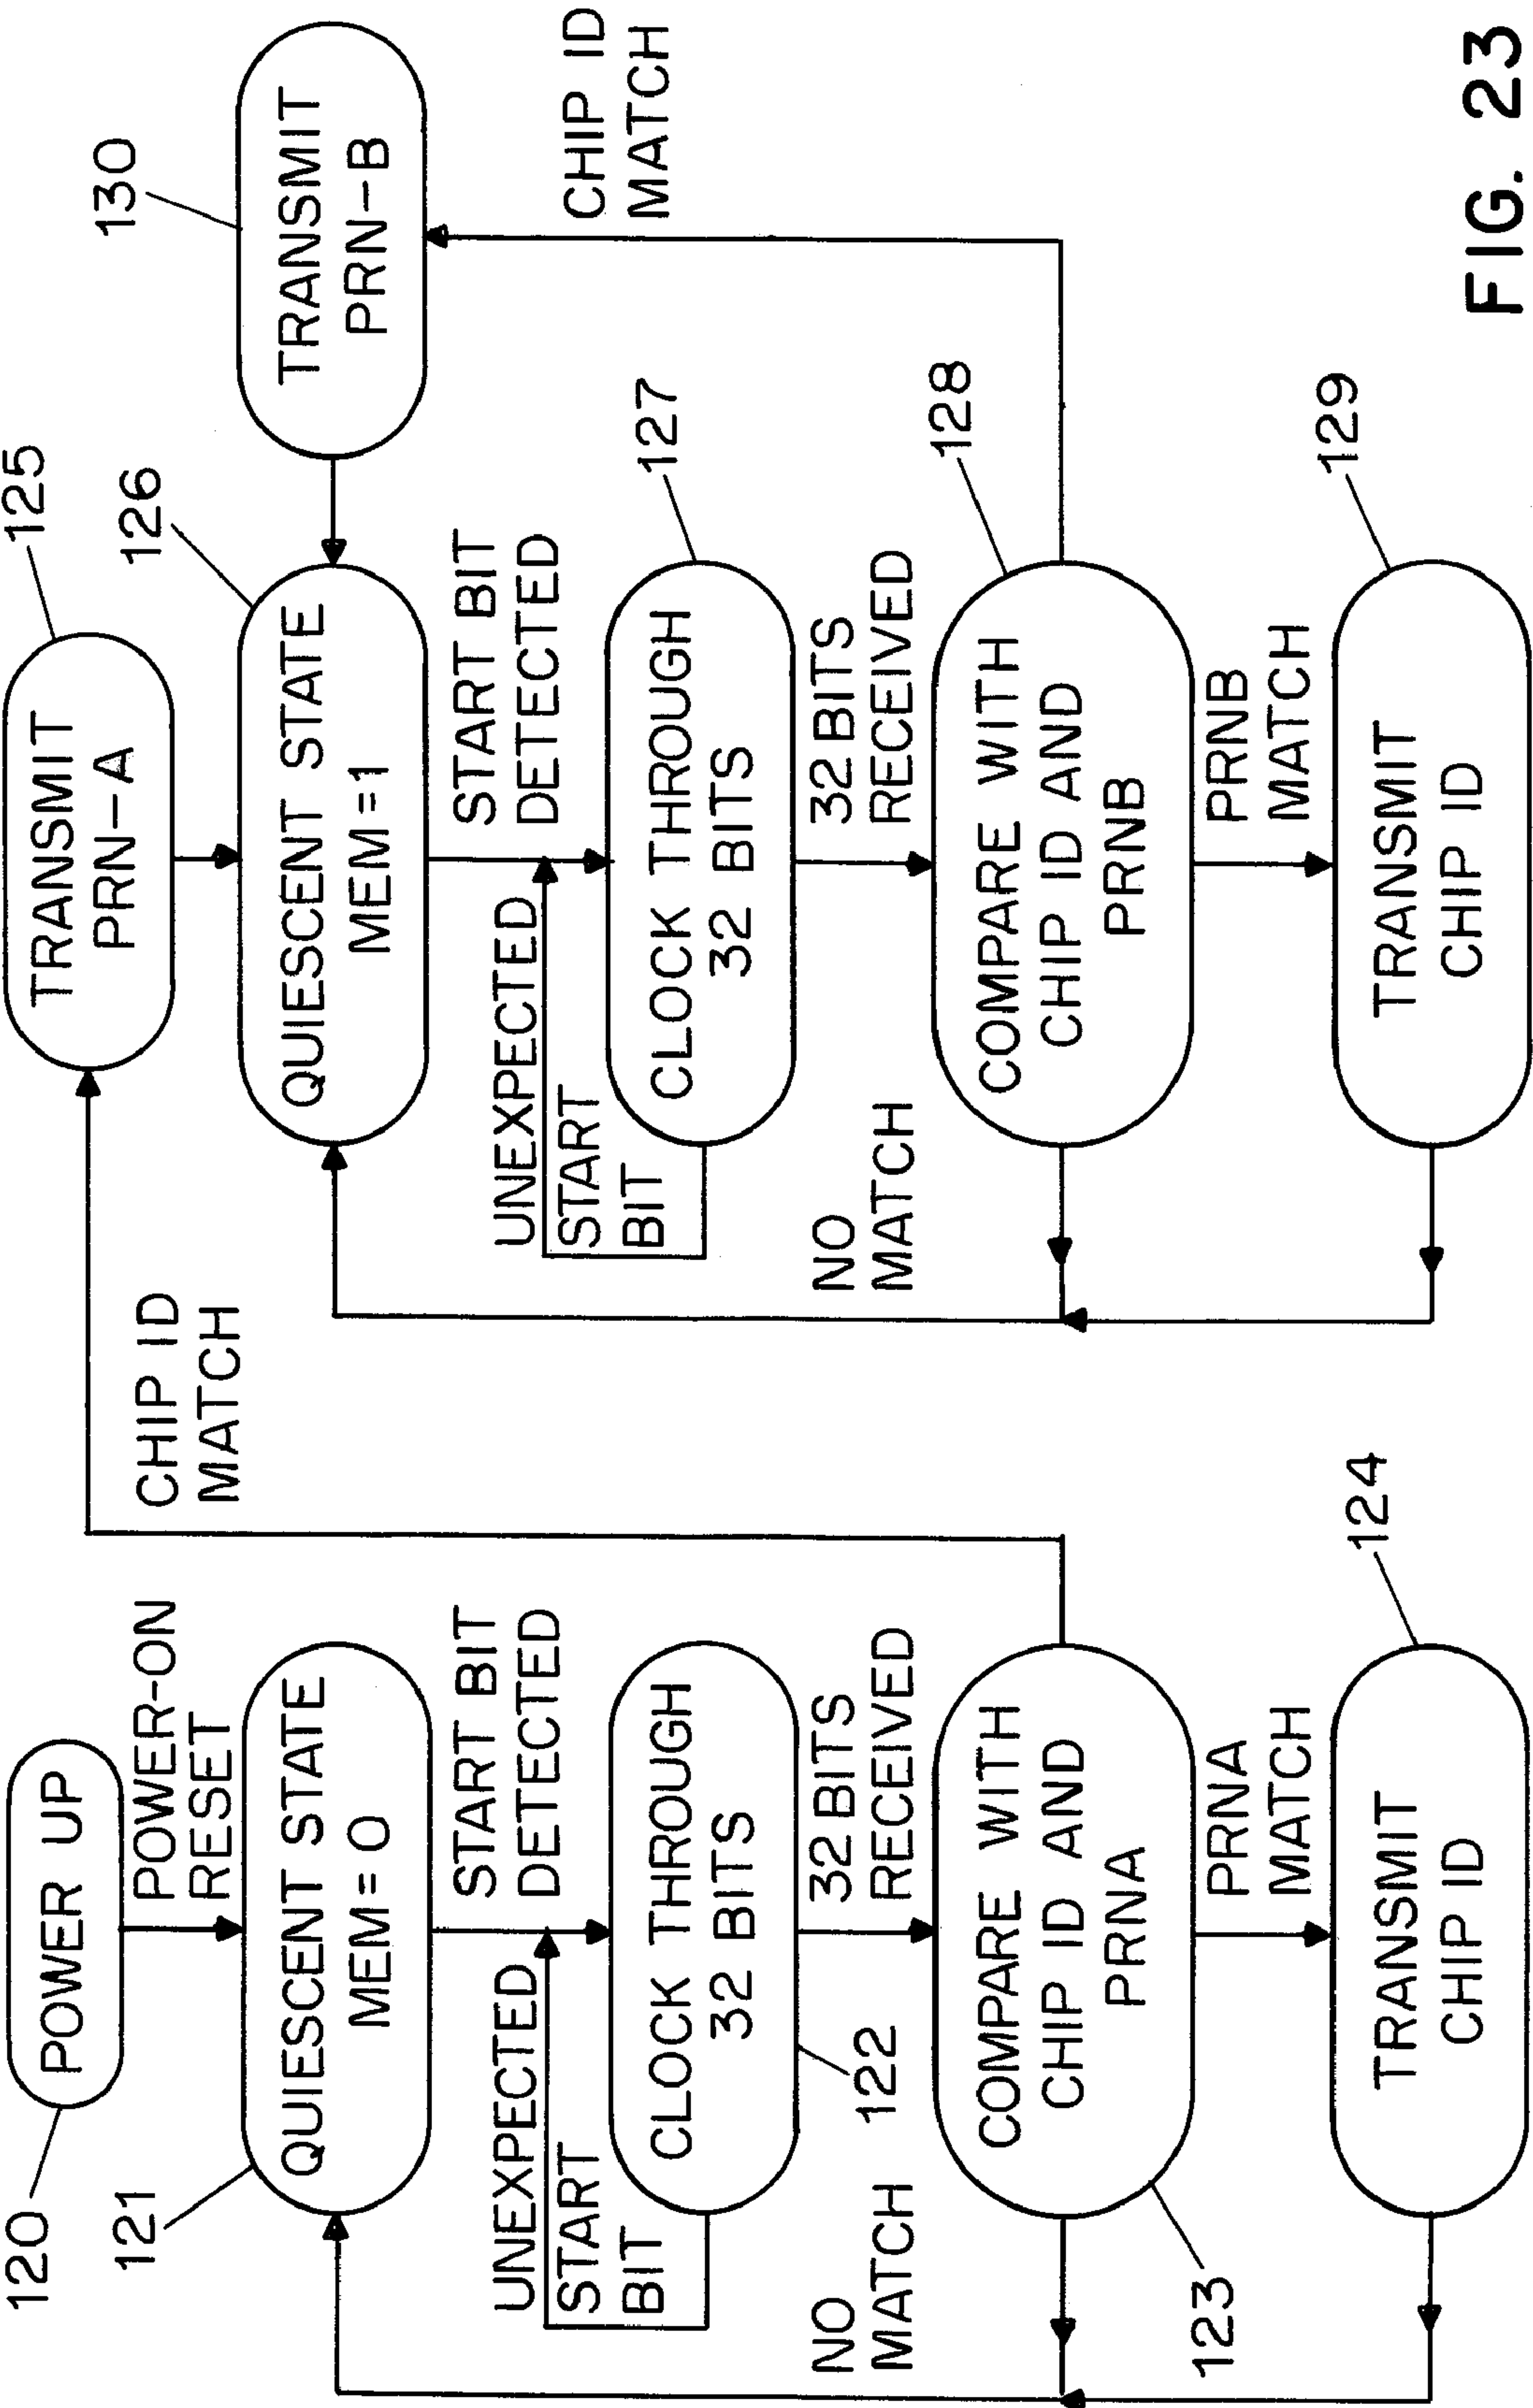 120
POWER UP
POWER-ON
RESET
121
QUIESCENT STATE
MEM = 0
START BIT
DETECTED
UNEXPECTED
START
BIT
CLOCK THROUGH
32 BITS
122
32 BITS
RECEIVED
NO
MATCH
COMPARE WITH
CHIP ID AND
PRNA
123
PRNA
MATCH
TRANSMIT
CHIP ID
124
CHIP ID
MATCH
125
TRANSMIT
PRN-A
126
QUIESCENT STATE
MEM = 1
START BIT
DETECTED
UNEXPECTED
START
BIT
CLOCK THROUGH
32 BITS
127
32 BITS
RECEIVED
NO
MATCH
COMPARE WITH
CHIP ID AND
PRNB
128
PRNB
MATCH
TRANSMIT
CHIP ID
129
130
TRANSMIT
PRN-B
CHIP ID
MATCH
FIG. 23